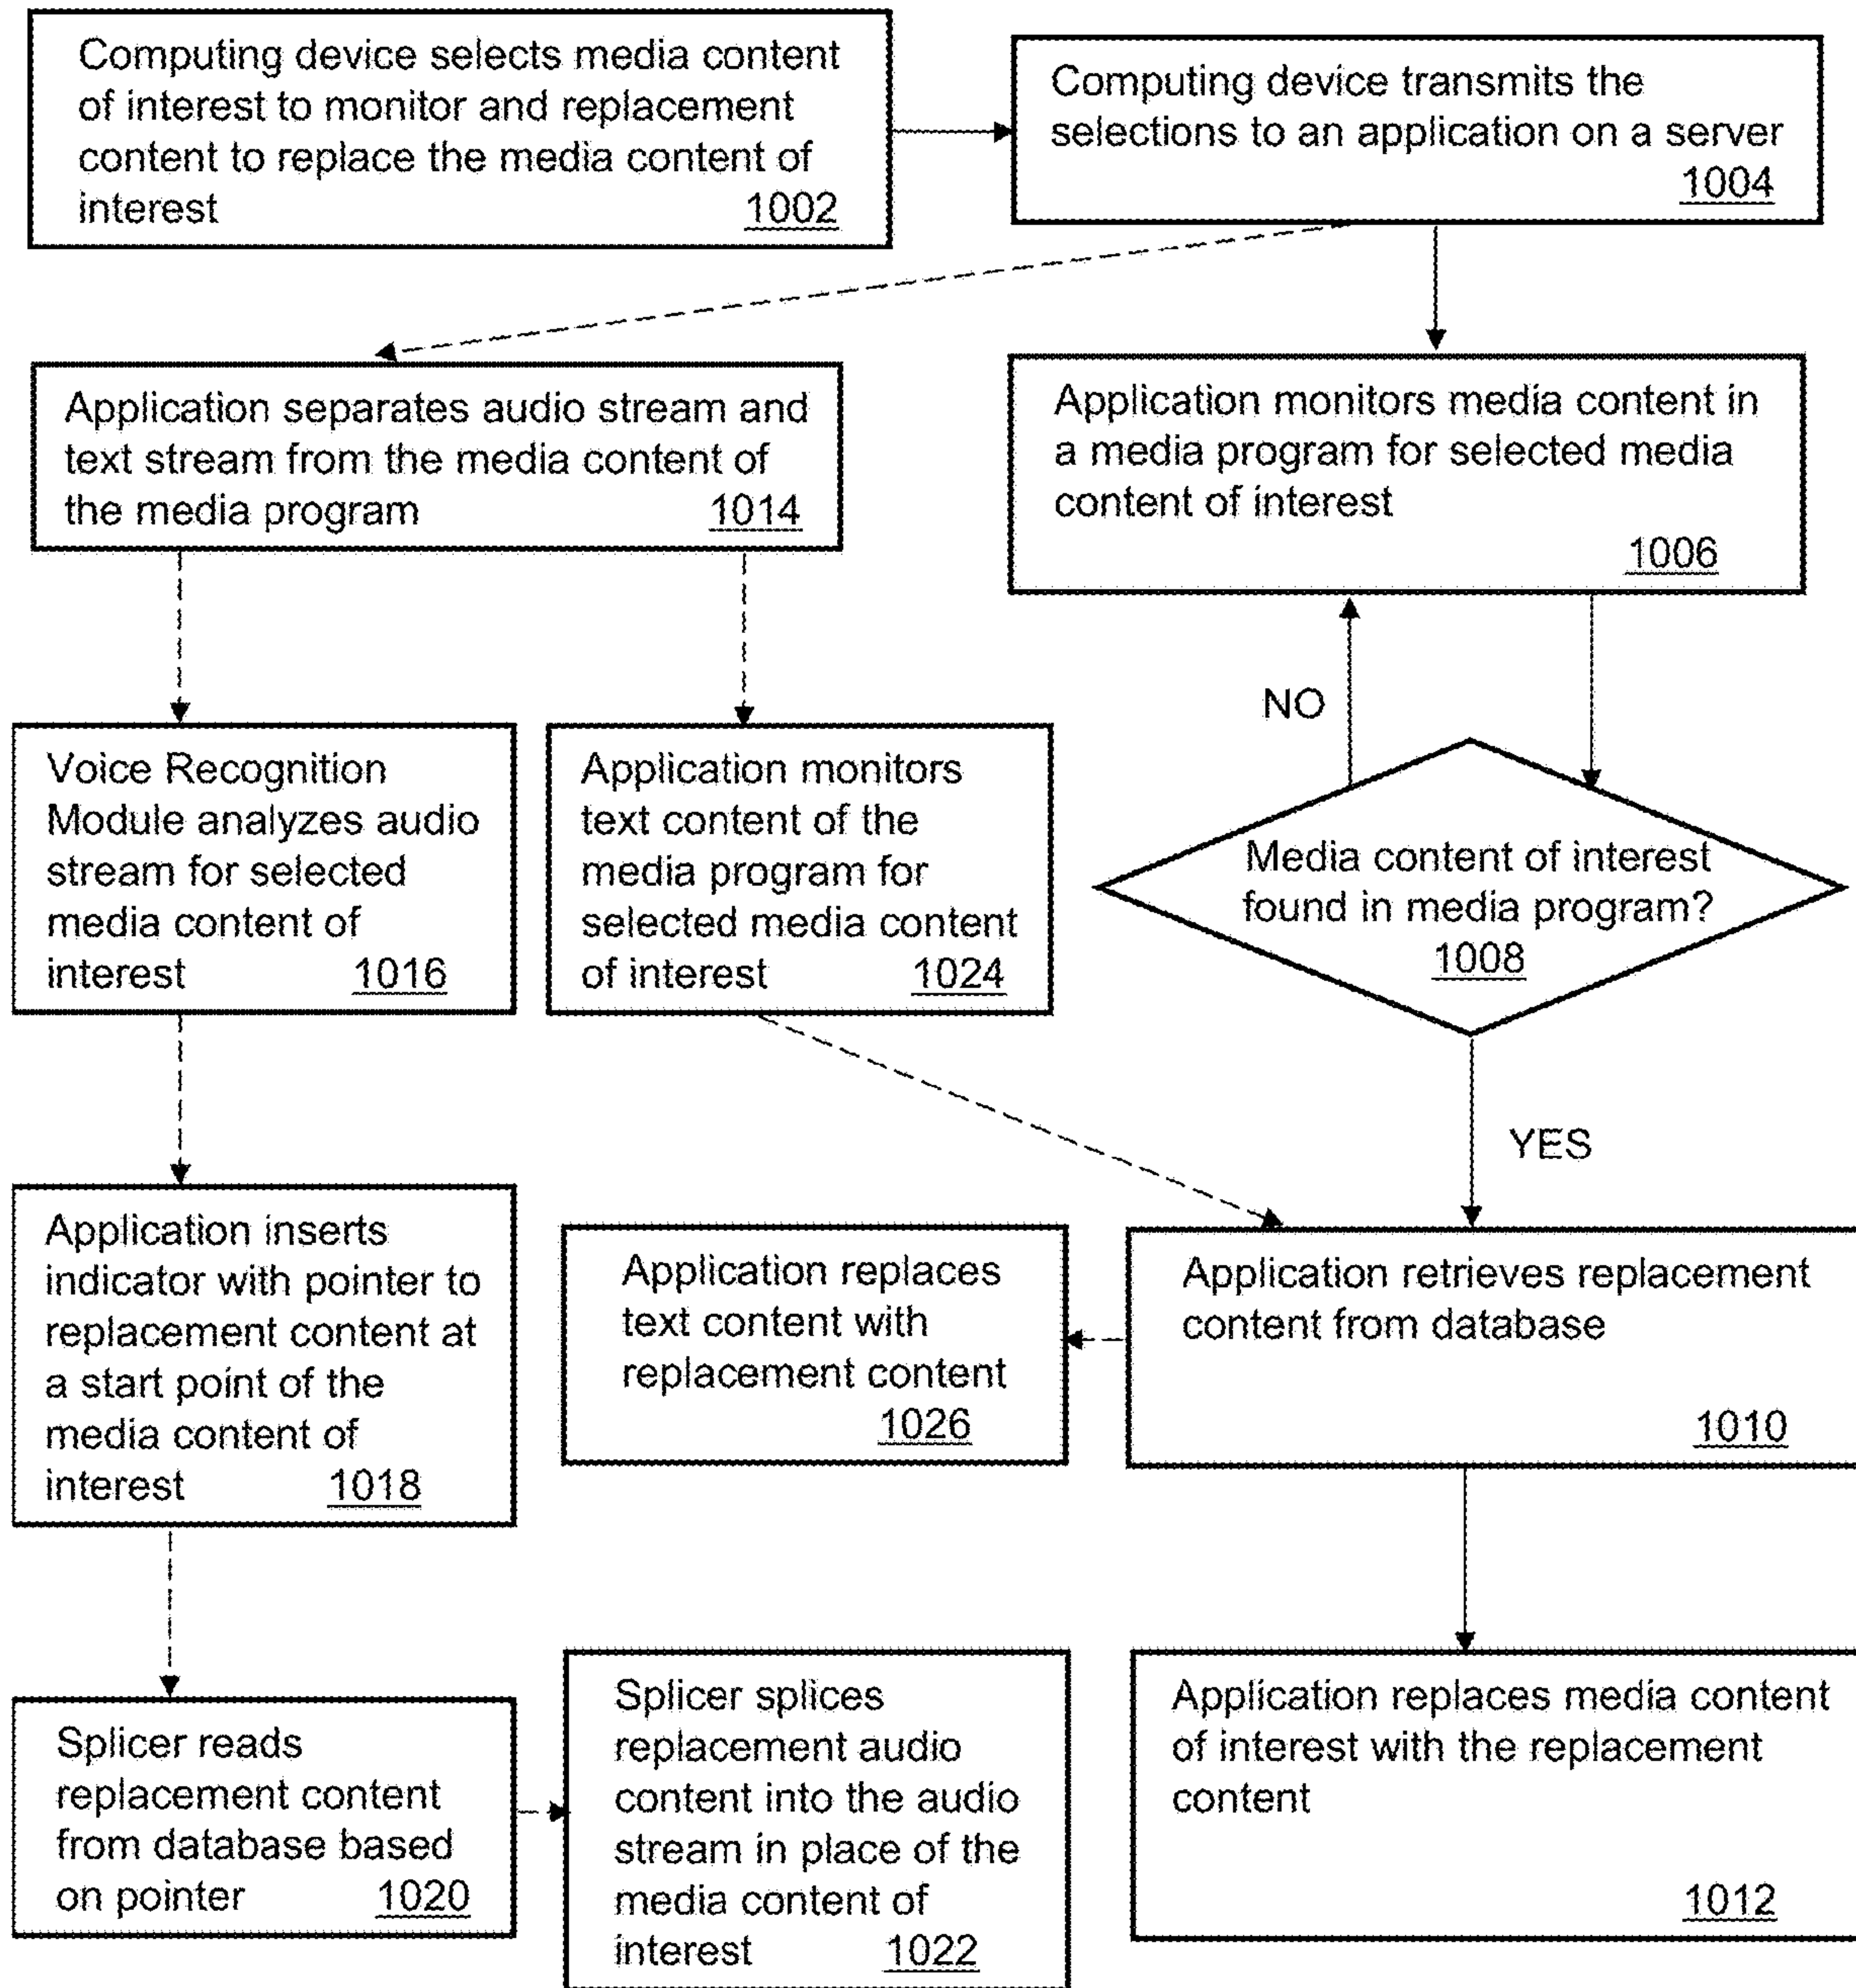 Computing device selects media content
of interest to monitor and replacement
content to replace the media content of
interest 1002
Computing device transmits the
selections to an application on a server
1004
Application separates audio stream and
text stream from the media content of
the media program 1014
Application monitors media content in
a media program for selected media
content of interest
1006
NO
Voice Recognition
Module analyzes audio
stream for selected
media content of
interest 1016
Application monitors
text content of the
media program for
selected media content
of interest 1024
Media content of interest
found in media program?
1008
YES
Application inserts
indicator with pointer to
replacement content at
a start point of the
media content of
interest 1018
Application replaces
text content with
replacement content
1026
Application retrieves replacement
content from database
1010
Splicer reads
replacement content
from database based
on pointer 1020
Splicer splices
replacement audio
content into the audio
stream in place of the
media content of
interest 1022
Application replaces media content
of interest with the replacement
content
1012